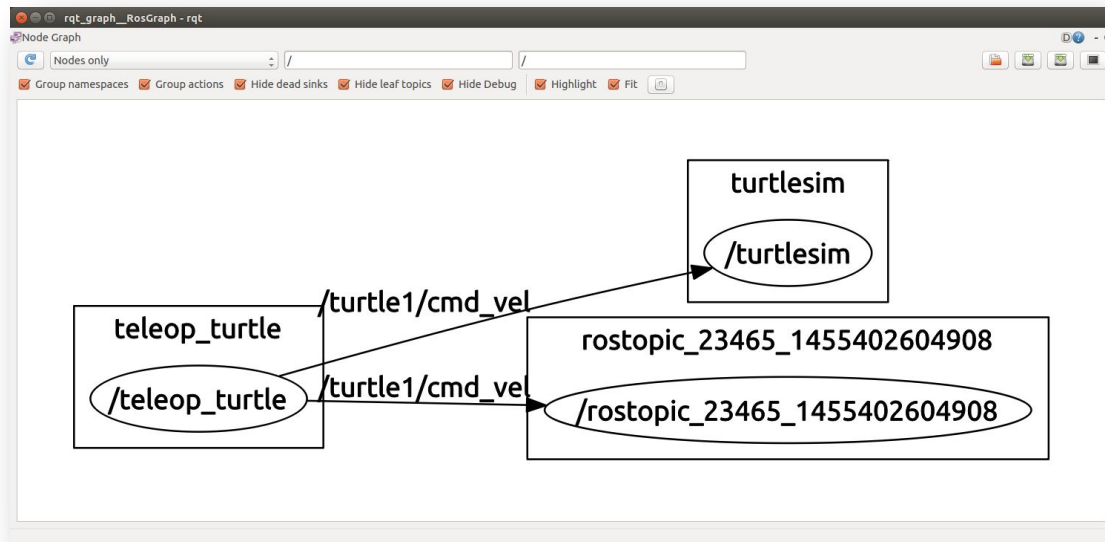 rqt_graph__RosGraph - rqt
Node Graph
D
-
Nodes only
/
/
Group namespaces Group actions Hide dead sinks Hide leaf topics Hide Debug Highlight Fit
turtlesim
/turtlesim
/turtle1/cmd_vel
teleop_turtle
rostopic_23465_1455402604908
/turtle1/cmd_vel
/teleop_turtle
/rostopic_23465_1455402604908